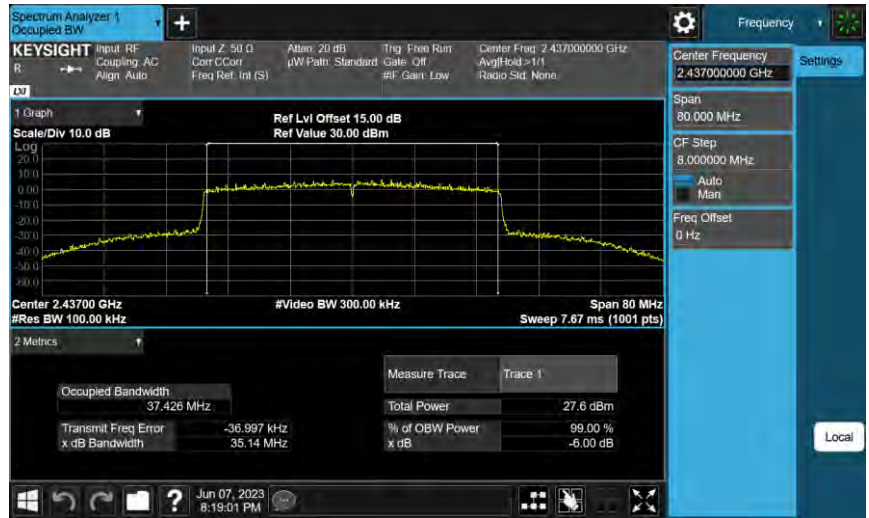 Spectrum Analyzer 1
Occupied BW
Frequency
KEYSIGHT
R
LXI
Input: RF
Coupling: AC
Align: Auto
Input Z: 50 Ω
Corr CCorr
Freq Ref: Int (S)
Atten: 20 dB
µW Path: Standard
Trig: Free Run
Gate: Off
#IF Gain: Low
Center Freq: 2.437000000 GHz
Avg|Hold:>1/1
Radio Std: None
Center Frequency
2.437000000 GHz
Settings
Span
80.000 MHz
CF Step
8.000000 MHz
Auto
Man
Freq Offset
0 Hz
1 Graph
Scale/Div 10.0 dB
Ref Lvl Offset 15.00 dB
Ref Value 30.00 dBm
Log
20.0
10.0
0.00
-10.0
-20.0
-30.0
-40.0
-50.0
-60.0
Center 2.43700 GHz
#Video BW 300.00 kHz
Span 80 MHz
#Res BW 100.00 kHz
Sweep 7.67 ms (1001 pts)
2 Metrics
Measure Trace
Trace 1
Occupied Bandwidth
37.426 MHz
Total Power
27.6 dBm
Transmit Freq Error
-36.997 kHz
% of OBW Power
99.00 %
x dB Bandwidth
35.14 MHz
x dB
-6.00 dB
Local
?
Jun 07, 2023
8:19:01 PM